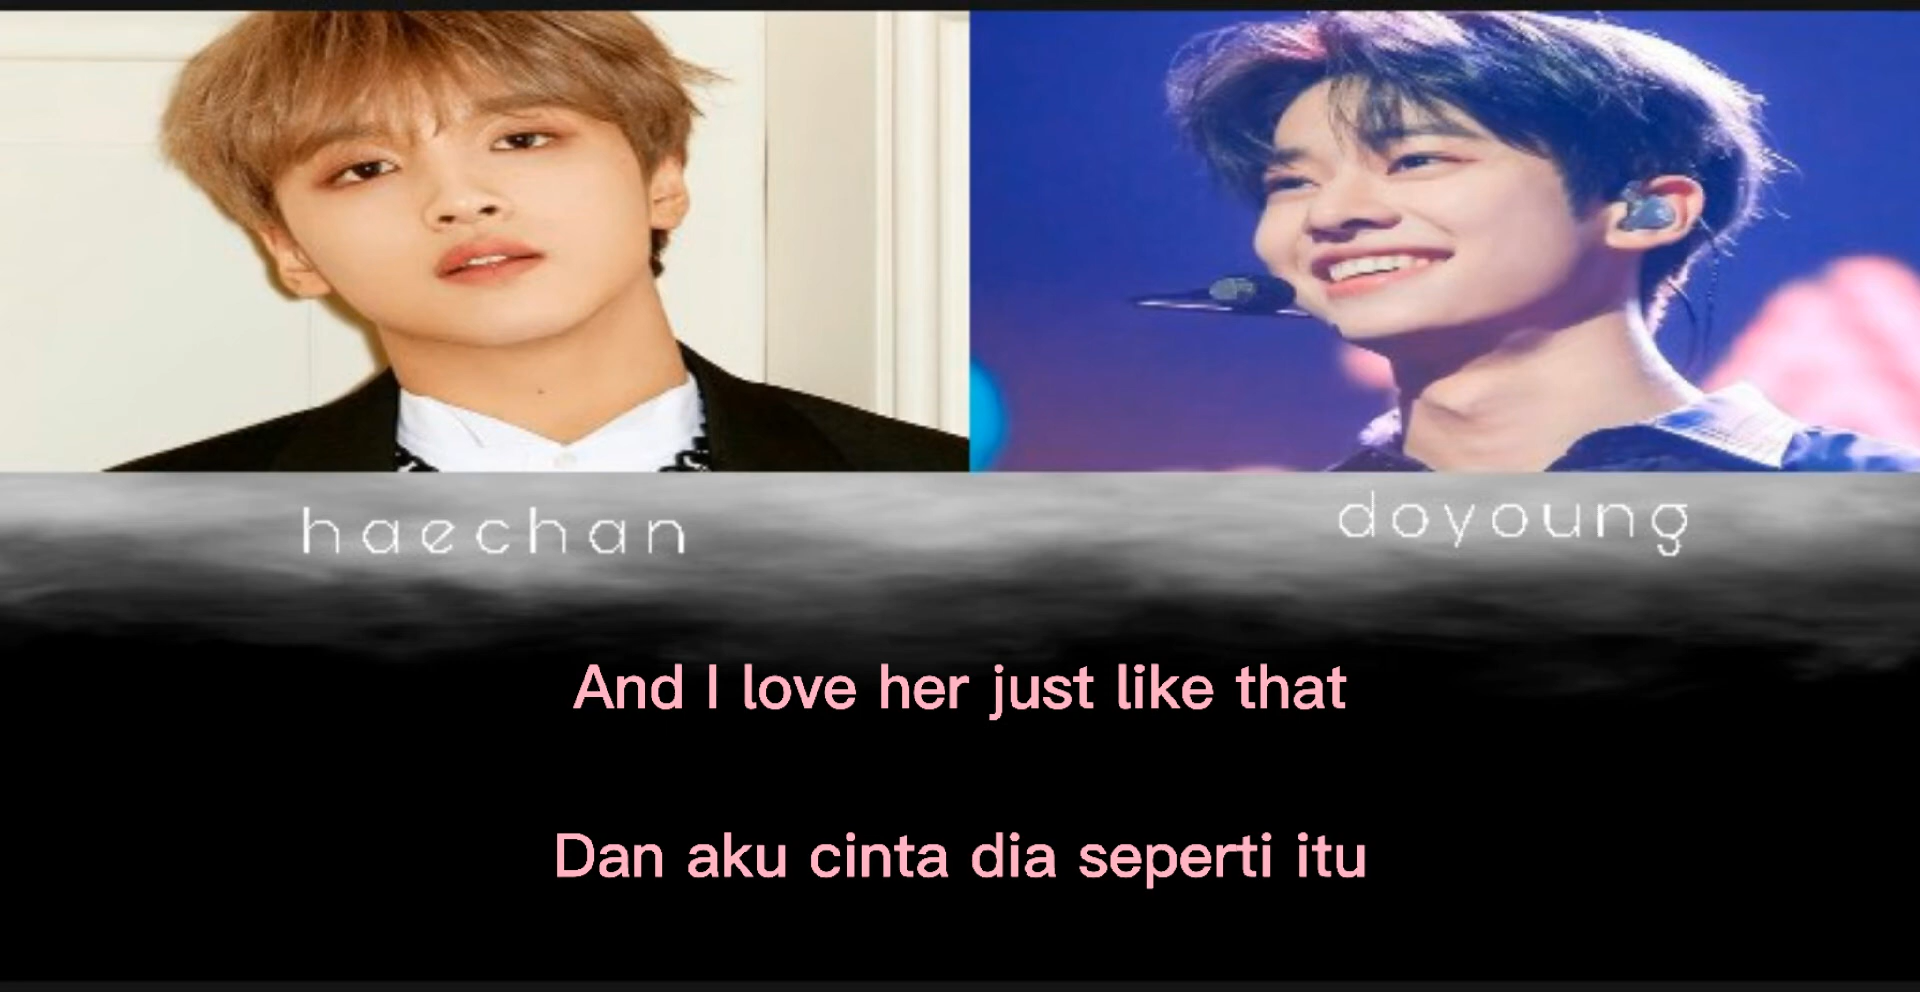 haechan
doyoung
And I love her just like that
Dan aku cinta dia seperti itu